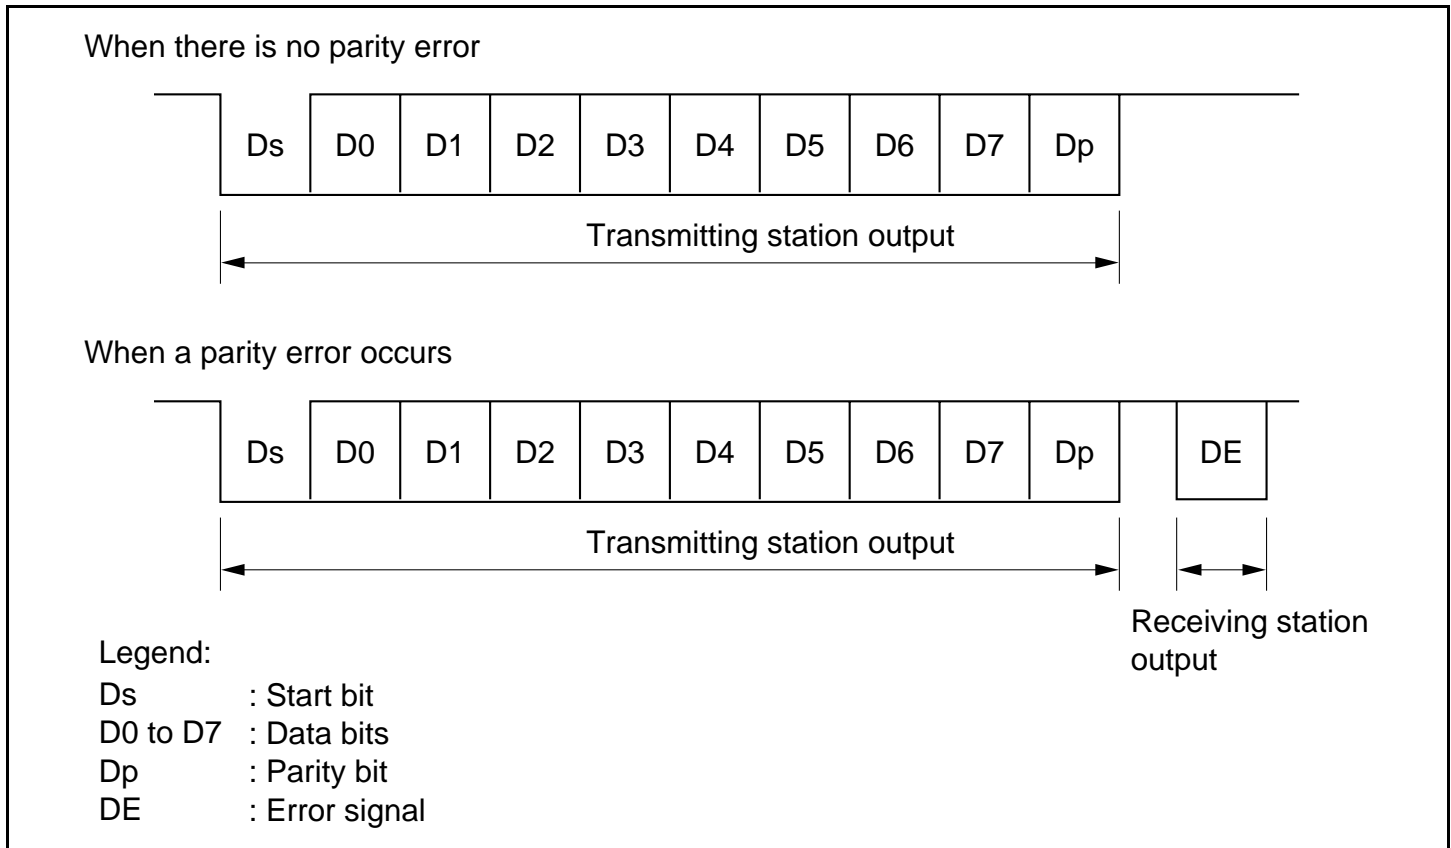 When there is no parity error
Ds D0 D1 D2 D3 D4 D5 D6 D7 Dp
Transmitting station output
When a parity error occurs
Ds D0 D1 D2 D3 D4 D5 D6 D7 Dp DE
Transmitting station output
Receiving station
output
Legend:
Ds : Start bit
D0 to D7 : Data bits
Dp : Parity bit
DE : Error signal